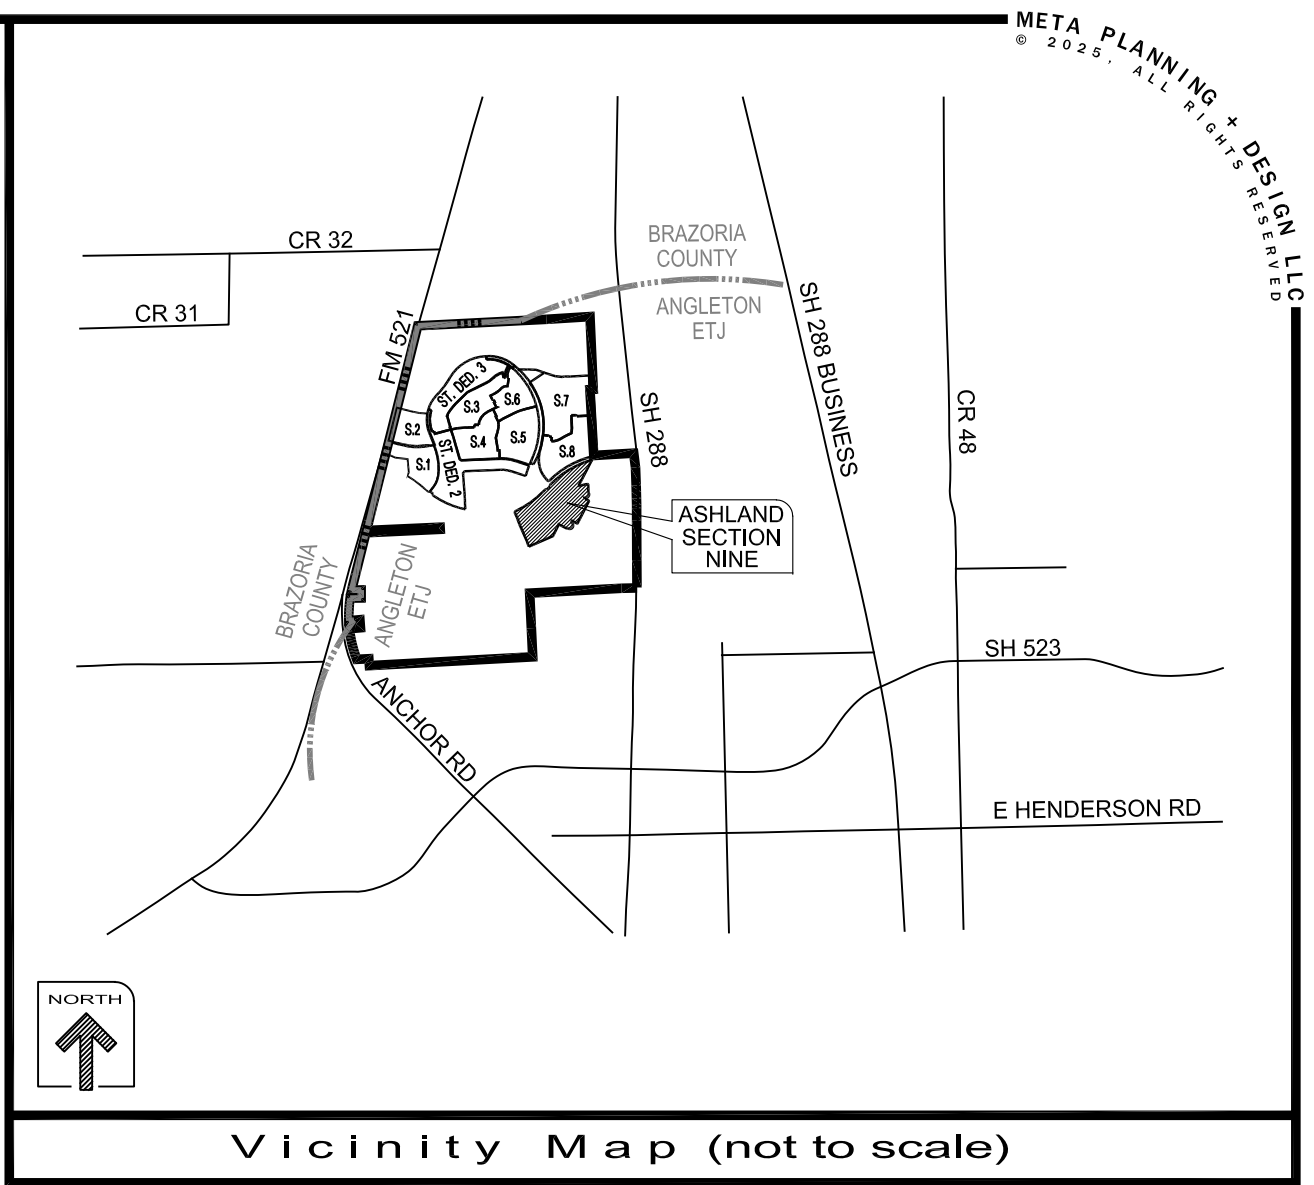 META PLANNING + DESIGN LLC
© 2025, ALL RIGHTS RESERVED
CR 32
BRAZORIA
COUNTY
ANGLETON
ETJ
CR 31
FM 521
SH 288 BUSINESS
ST. DED. 3
S.3
S.6
S.7
S.2
S.4
S.5
S.8
S.1
ST. DED. 2
SH 288
CR 48
ASHLAND
SECTION
NINE
BRAZORIA
COUNTY
ANGLETON
ETJ
SH 523
ANCHOR RD
E HENDERSON RD
NORTH
Vicinity Map (not to scale)